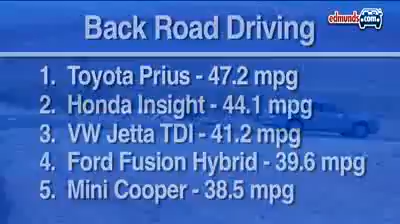 edmunds.com
Back Road Driving
1. Toyota Prius - 47.2 mpg
2. Honda Insight - 44.1 mpg
3. VW Jetta TDI - 41.2 mpg
4. Ford Fusion Hybrid - 39.6 mpg
5. Mini Cooper - 38.5 mpg